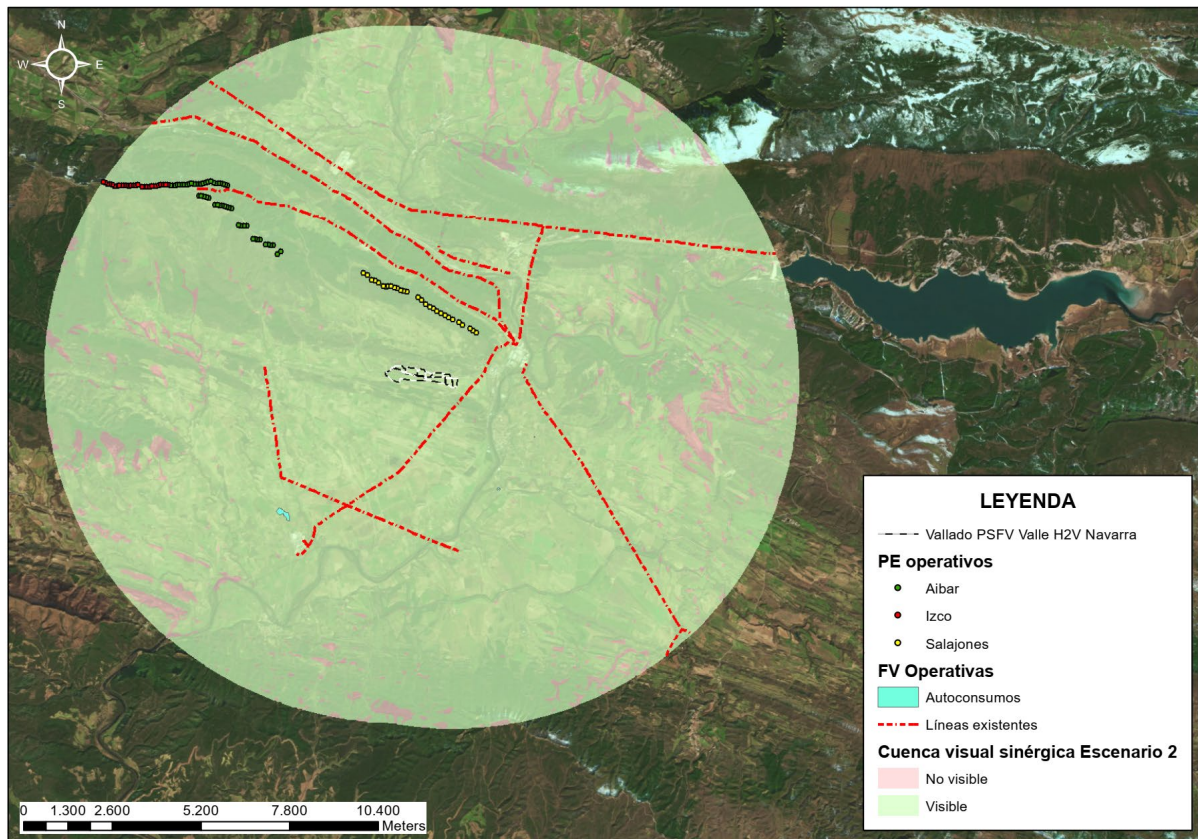 N
W E
S
LEYENDA
Vallado PSFV Valle H2V Navarra
PE operativos
Aibar
Izco
Salajones
FV Operativas
Autoconsumos
Líneas existentes
Cuenca visual sinérgica Escenario 2
No visible
Visible
0 1.300 2.600 5.200 7.800 10.400
Meters